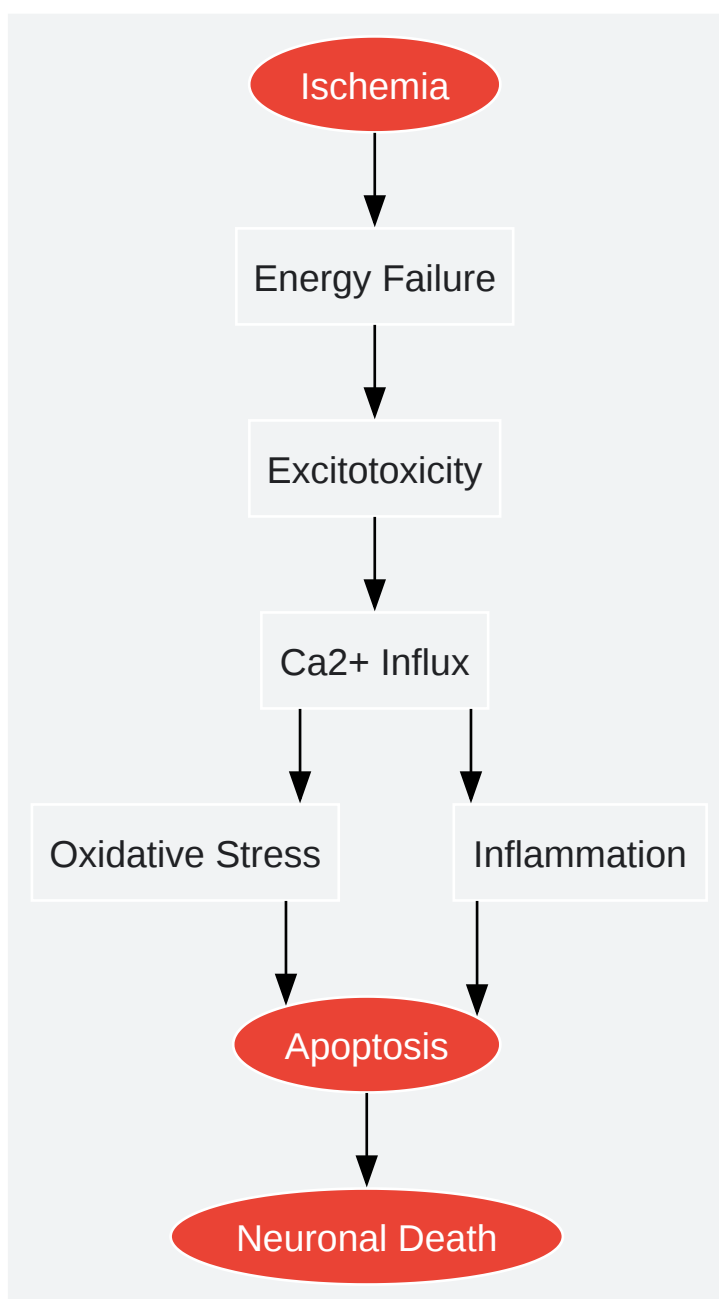 Ischemia
Energy Failure
Excitotoxicity
Ca2+ Influx
Oxidative Stress
Inflammation
Apoptosis
Neuronal Death